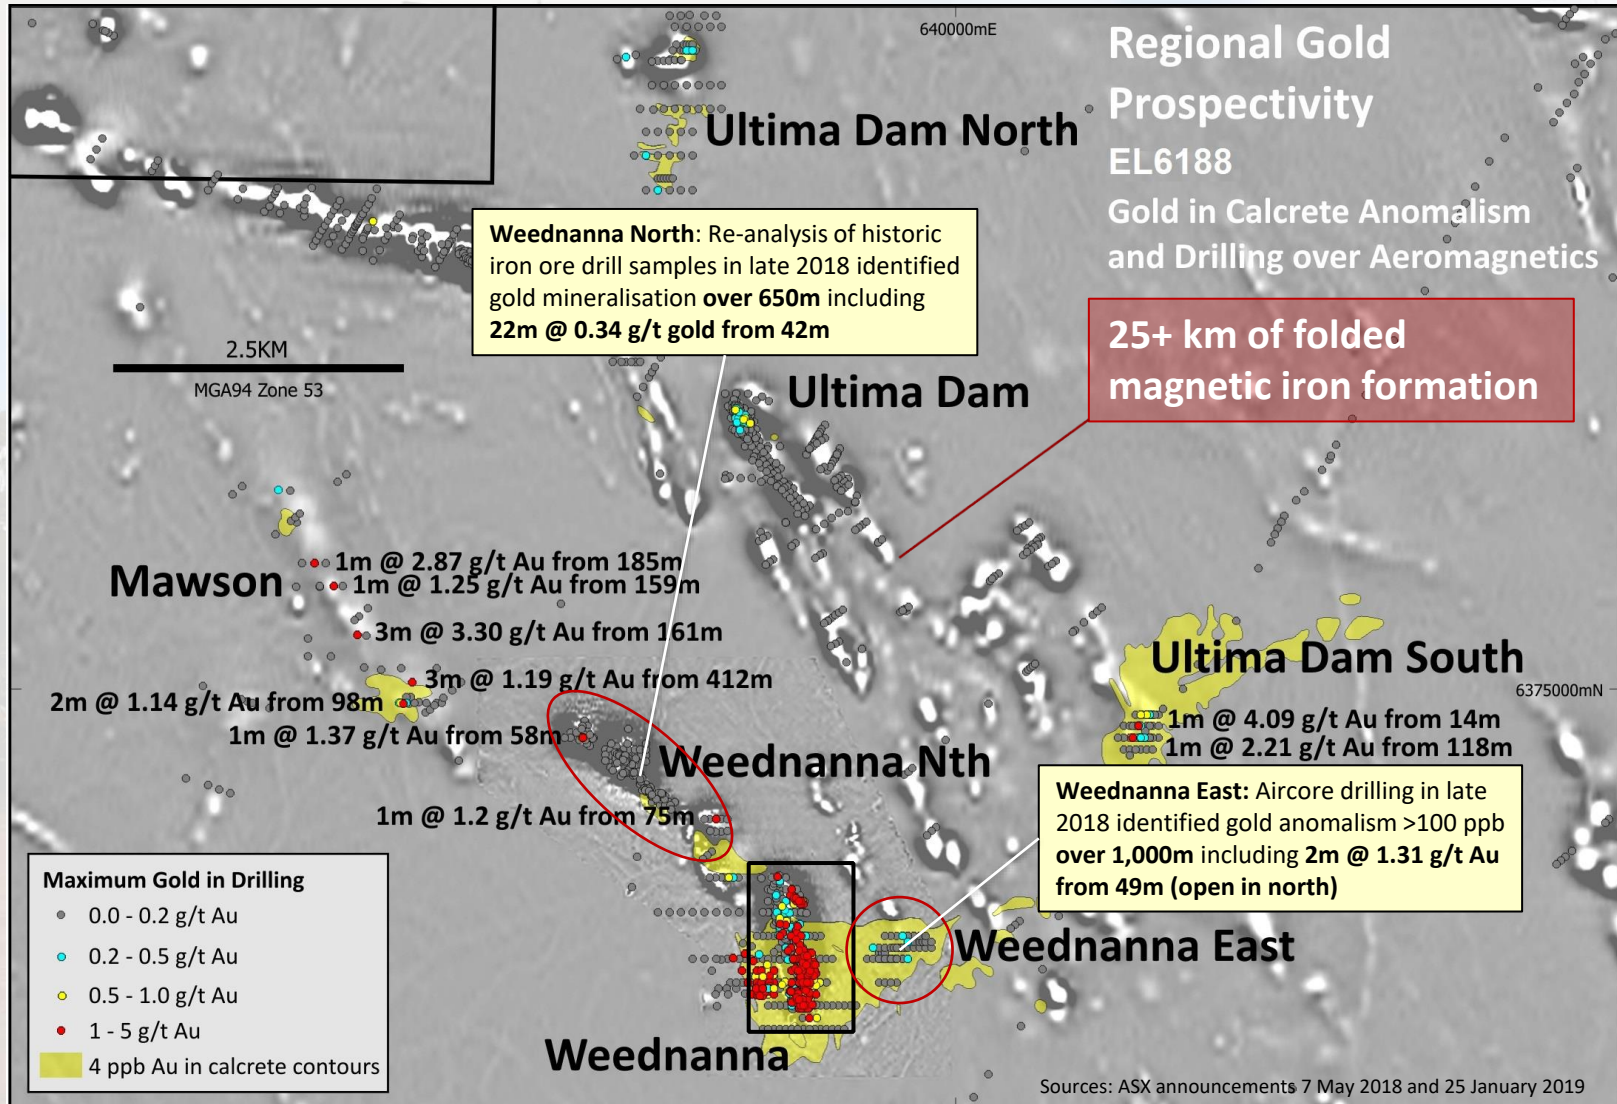 640000mE
Regional Gold
Prospectivity
EL6188
Gold in Calcrete Anomalism
and Drilling over Aeromagnetics
Ultima Dam North
Weednanna North: Re-analysis of historic
iron ore drill samples in late 2018 identified
gold mineralisation over 650m including
22m @ 0.34 g/t gold from 42m
25+ km of folded
magnetic iron formation
2.5KM
MGA94 Zone 53
Ultima Dam
Mawson
1m @ 2.87 g/t Au from 185m
1m @ 1.25 g/t Au from 159m
3m @ 3.30 g/t Au from 161m
3m @ 1.19 g/t Au from 412m
2m @ 1.14 g/t Au from 98m
1m @ 1.37 g/t Au from 58m
Ultima Dam South
6375000mN
1m @ 4.09 g/t Au from 14m
1m @ 2.21 g/t Au from 118m
Weednanna Nth
1m @ 1.2 g/t Au from 75m
Weednanna East: Aircore drilling in late
2018 identified gold anomalism >100 ppb
over 1,000m including 2m @ 1.31 g/t Au
from 49m (open in north)
Weednanna East
Weednanna
Maximum Gold in Drilling
0.0 - 0.2 g/t Au
0.2 - 0.5 g/t Au
0.5 - 1.0 g/t Au
1 - 5 g/t Au
4 ppb Au in calcrete contours
Sources: ASX announcements 7 May 2018 and 25 January 2019